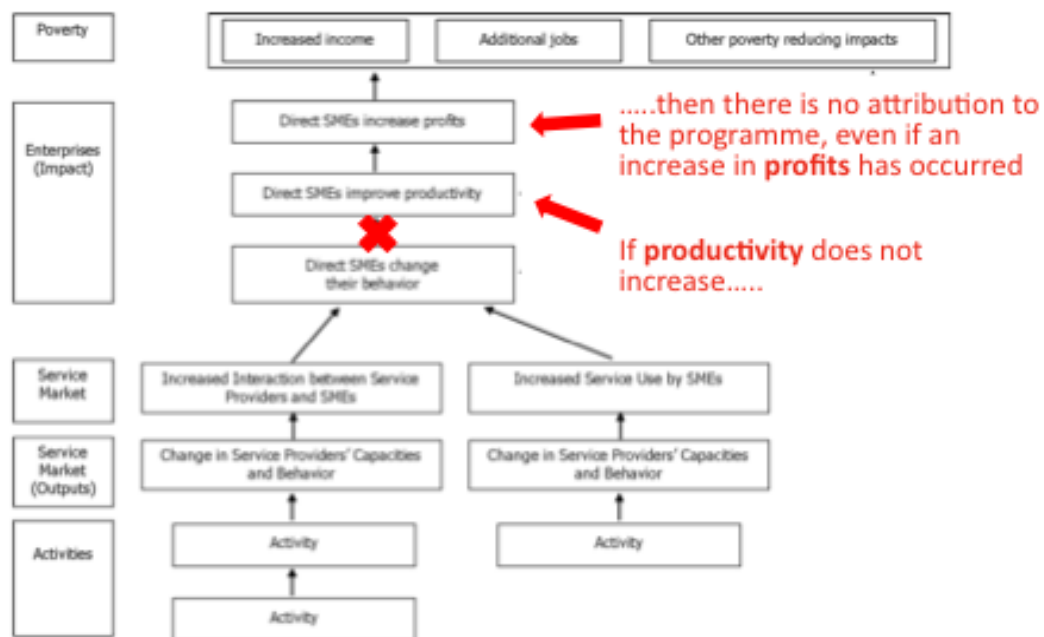 Poverty
Increased income
Additional jobs
Other poverty reducing impacts
Enterprises
(Impact)
Direct SMEs increase profits
.....then there is no attribution to
the programme, even if an
increase in profits has occurred
Direct SMEs improve productivity
If productivity does not
increase.....
Direct SMEs change
their behavior
Service
Market
Increased Interaction between Service
Providers and SMEs
Increased Service Use by SMEs
Service
Market
(Outputs)
Change in Service Providers' Capacities
and Behavior
Change in Service Providers' Capacities
and Behavior
Activities
Activity
Activity
Activity